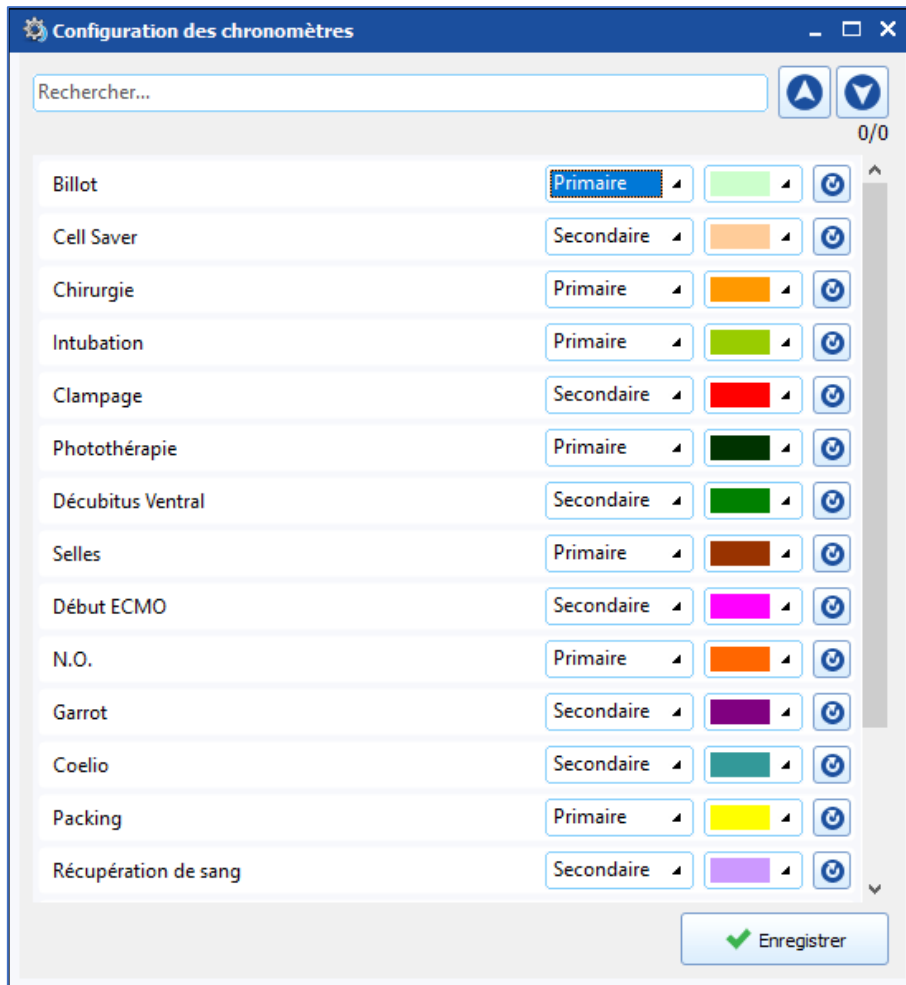 Configuration des chronomètres
Rechercher...
0/0
Billot Primaire
Cell Saver Secondaire
Chirurgie Primaire
Intubation Primaire
Clampage Secondaire
Photothérapie Primaire
Décubitus Ventral Secondaire
Selles Primaire
Début ECMO Secondaire
N.O. Primaire
Garrot Secondaire
Coelio Secondaire
Packing Primaire
Récupération de sang Secondaire
Enregistrer